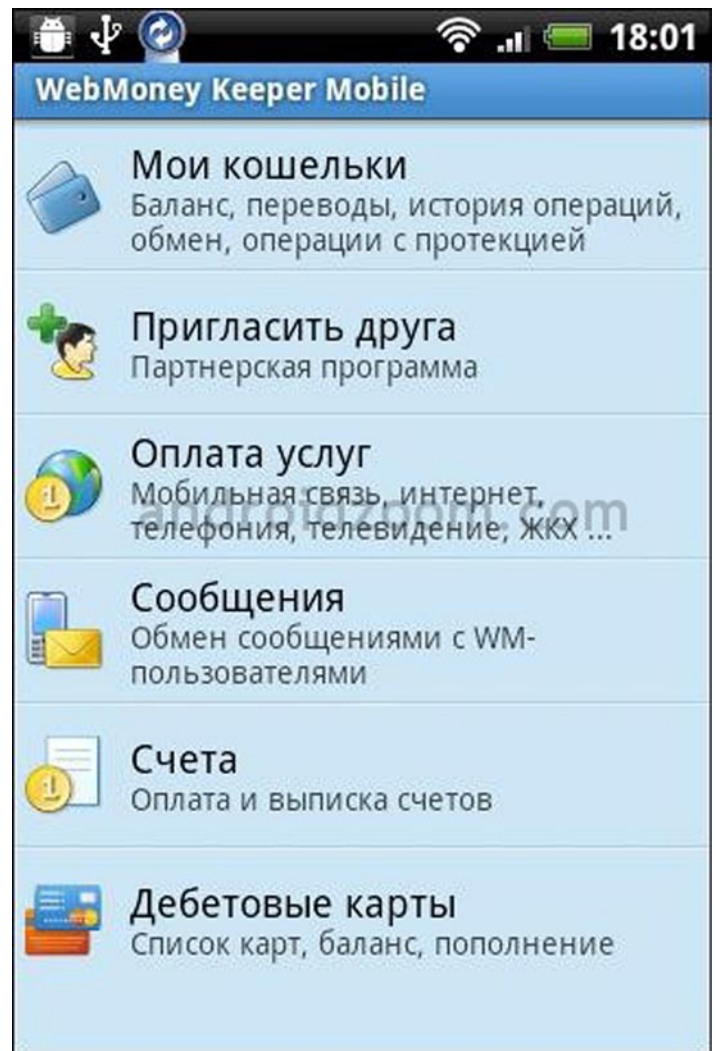 18:01
WebMoney Keeper Mobile
Мои кошельки
Баланс, переводы, история операций,
обмен, операции с протекцией
Пригласить друга
Партнерская программа
Оплата услуг
Мобильная связь, интернет,
androidzoom.com
телефония, телевидение, ЖКХ ...
Сообщения
Обмен сообщениями с WM-
пользователями
Счета
Оплата и выписка счетов
Дебетовые карты
Список карт, баланс, пополнение